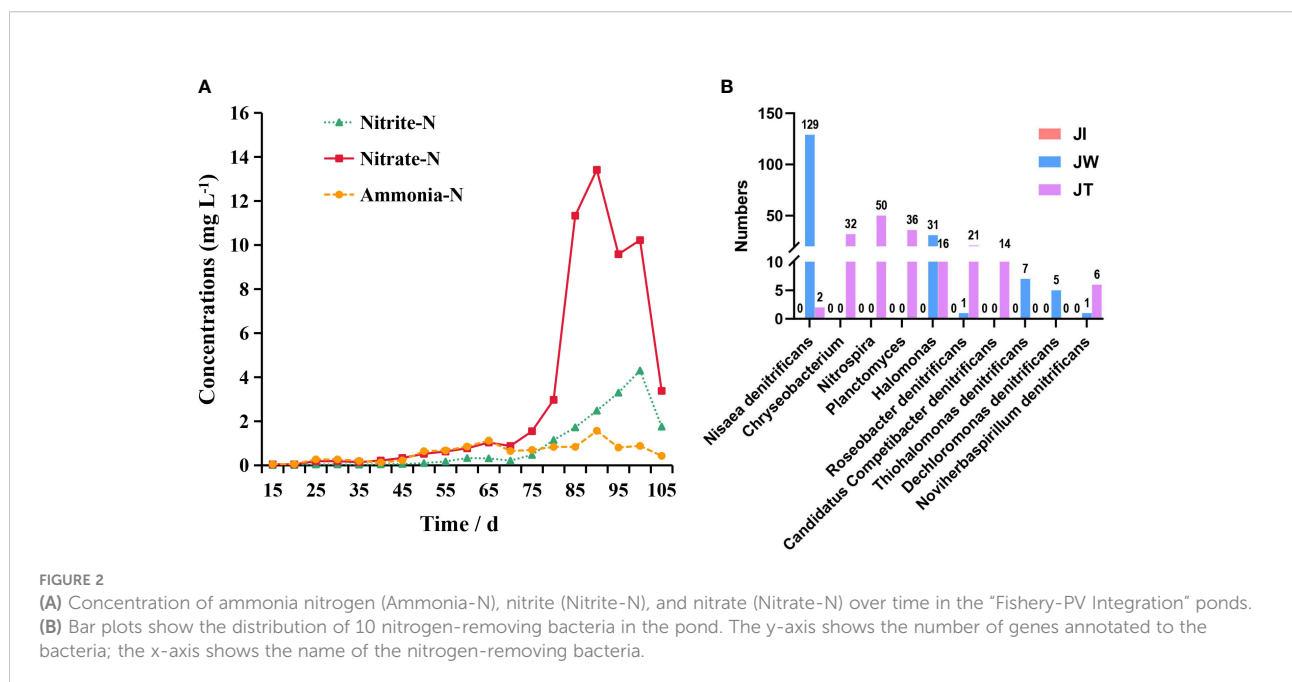 A
16
14
12
10
8
6
4
2
0
Concentrations (mg L⁻¹)
Nitrite-N
Nitrate-N
Ammonia-N
15 25 35 45 55 65 75 85 95 105
Time / d
B
150
100
50
10
5
0
Numbers
JI
JW
JT
129
0 2
0 0 32
0 0 50
0 0 36
0 31 16
0 1 21
0 0 14
0 7 0
0 5 0
0 1 6
Nisaea denitrificans
Chryseobacterium
Nitrospira
Planctomyces
Halomonas
Roseobacter denitrificans
Candidatus Competibacter denitrificans
Thiohalomonas denitrificans
Dechloromonas denitrificans
Noviherbaspirillum denitrificans
FIGURE 2
(A) Concentration of ammonia nitrogen (Ammonia-N), nitrite (Nitrite-N), and nitrate (Nitrate-N) over time in the “Fishery-PV Integration” ponds.
(B) Bar plots show the distribution of 10 nitrogen-removing bacteria in the pond. The y-axis shows the number of genes annotated to the
bacteria; the x-axis shows the name of the nitrogen-removing bacteria.